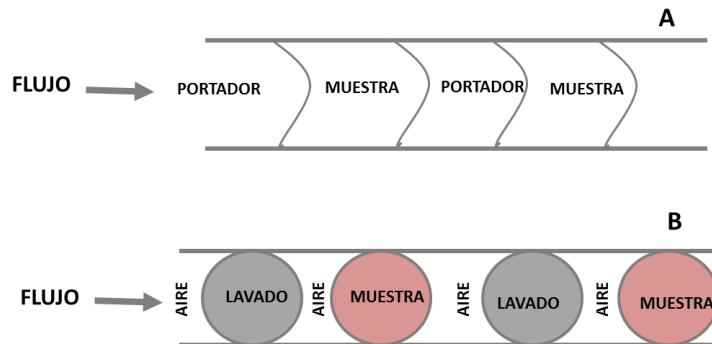 A
FLUJO
PORTADOR
MUESTRA
PORTADOR
MUESTRA
B
FLUJO
AIRE
LAVADO
AIRE
MUESTRA
AIRE
LAVADO
AIRE
MUESTRA